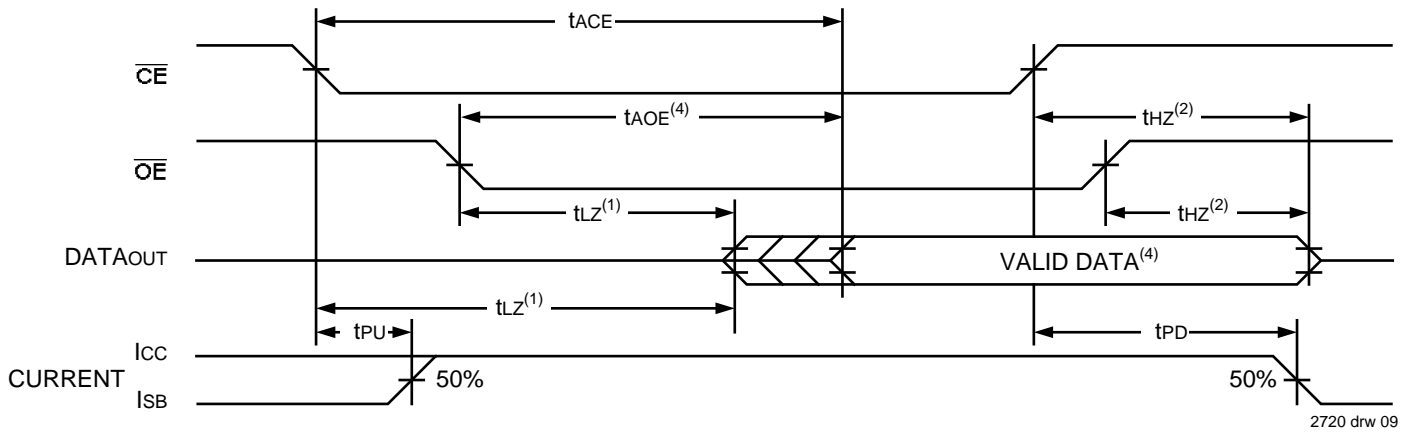 tACE
CE
tAOE(4)
tHZ(2)
OE
tLZ(1)
tHZ(2)
DATAOUT
VALID DATA(4)
tLZ(1)
tPU
tPD
ICC
CURRENT
50%
50%
ISB
2720 drw 09